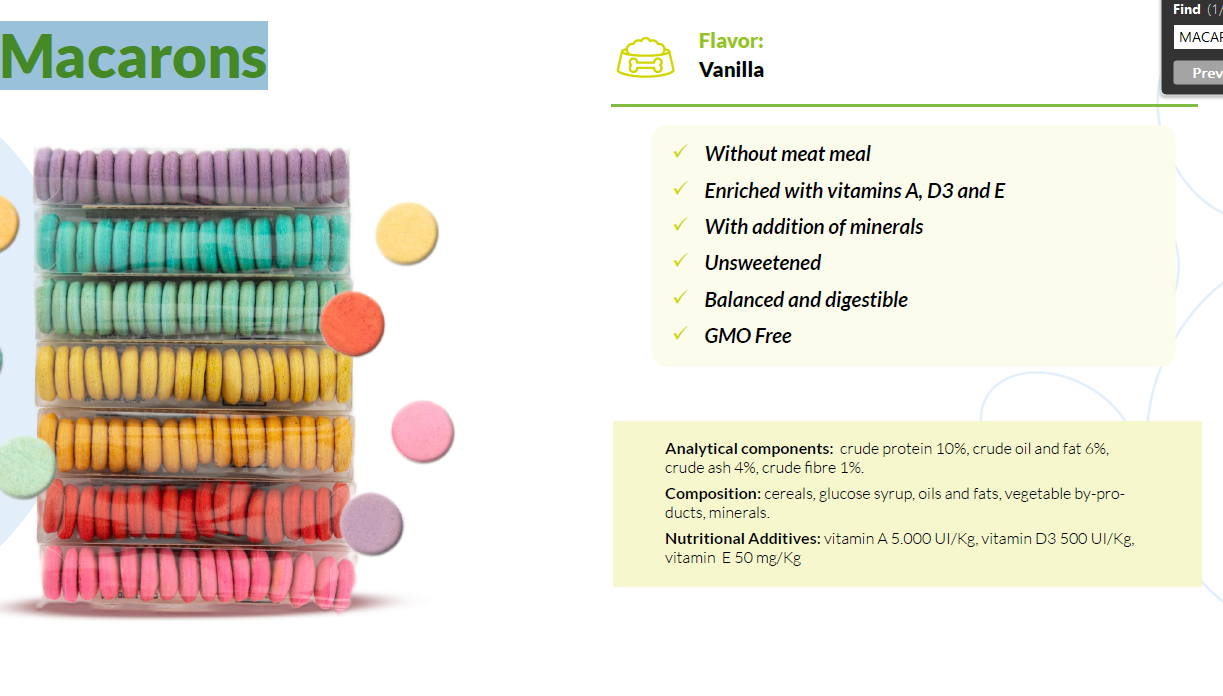 Macarons
Flavor:
Vanilla
Find (1/
MACAR
Prev
Without meat meal
Enriched with vitamins A, D3 and E
With addition of minerals
Unsweetened
Balanced and digestible
GMO Free
Analytical components: crude protein 10%, crude oil and fat 6%,
crude ash 4%, crude fibre 1%.
Composition: cereals, glucose syrup, oils and fats, vegetable by-pro-
ducts, minerals.
Nutritional Additives: vitamin A 5.000 UI/Kg, vitamin D3 500 UI/Kg,
vitamin E 50 mg/Kg